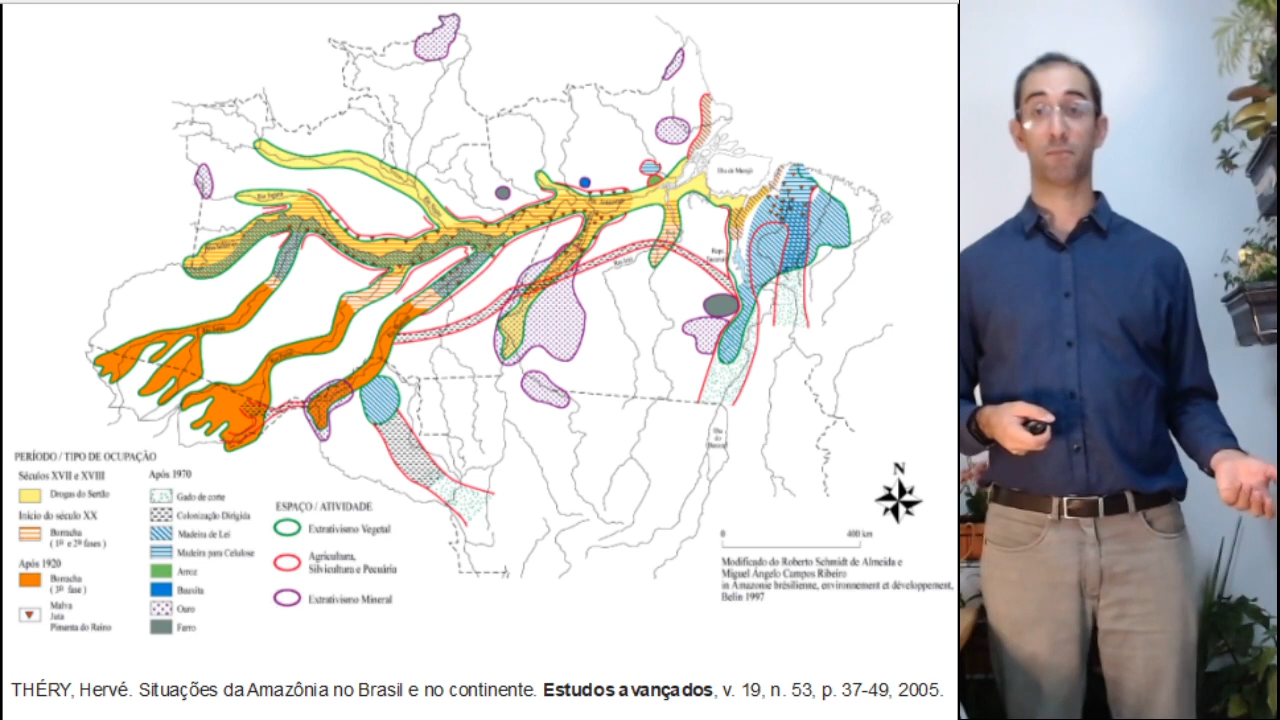 Ilha de Marajó
PERÍODO / TIPO DE OCUPAÇÃO
Séculos XVII e XVIII
Drogas do Sertão
Início do século XX
Borracha
( 1ª e 2ª fases )
Após 1920
Borracha
( 3ª fase )
Malva
Juta
Pimenta do Reino
Após 1970
Gado de corte
Colonização Dirigida
Madeira de Lei
Madeira para Celulose
Arroz
Bauxita
Ouro
Ferro
ESPAÇO / ATIVIDADE
Extrativismo Vegetal
Agricultura,
Silvicultura e Pecuária
Extrativismo Mineral
N
0 400 km
Modificado do Roberto Schmidt de Almeida e
Miguel Ângelo Campos Ribeiro
in Amazonie brésilienne, environnement et développement,
Belin 1997
THÉRY, Hervé. Situações da Amazônia no Brasil e no continente. Estudos avançados, v. 19, n. 53, p. 37-49, 2005.